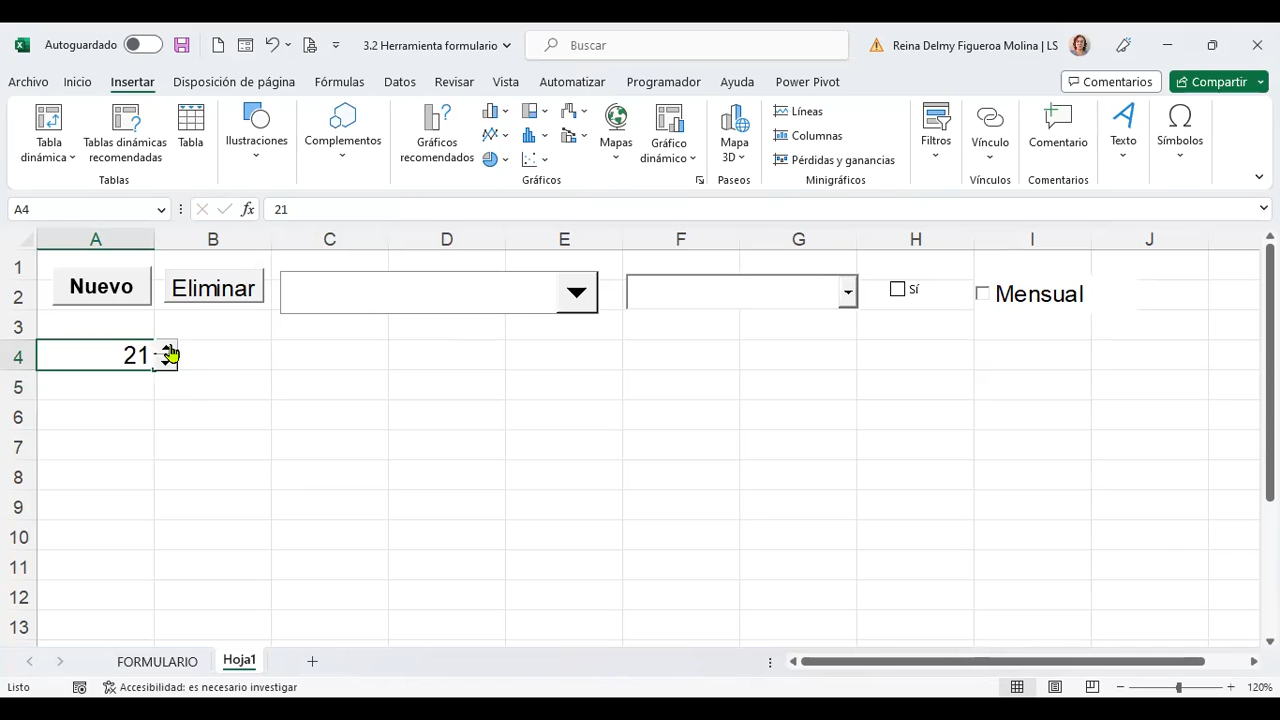 Autoguardado
3.2 Herramienta formulario
Buscar
Reina Delmy Figueroa Molina | LS
Archivo Inicio Insertar Disposición de página Fórmulas Datos Revisar Vista Automatizar Programador Ayuda Power Pivot
Comentarios
Compartir
Tabla dinámica
Tablas dinámicas recomendadas
Tabla
Tablas
Ilustraciones
Complementos
Gráficos recomendados
Mapas
Gráfico dinámico
Gráficos
Mapa 3D
Paseos
Líneas
Columnas
Pérdidas y ganancias
Minigráficos
Filtros
Vínculo
Vínculos
Comentario
Comentarios
Texto
Símbolos
A4
fx
21
A B C D E F G H I J
1
Nuevo Eliminar
2
Sí
Mensual
3
4 21
5
6
7
8
9
10
11
12
13
FORMULARIO Hoja1
Listo
Accesibilidad: es necesario investigar
120%